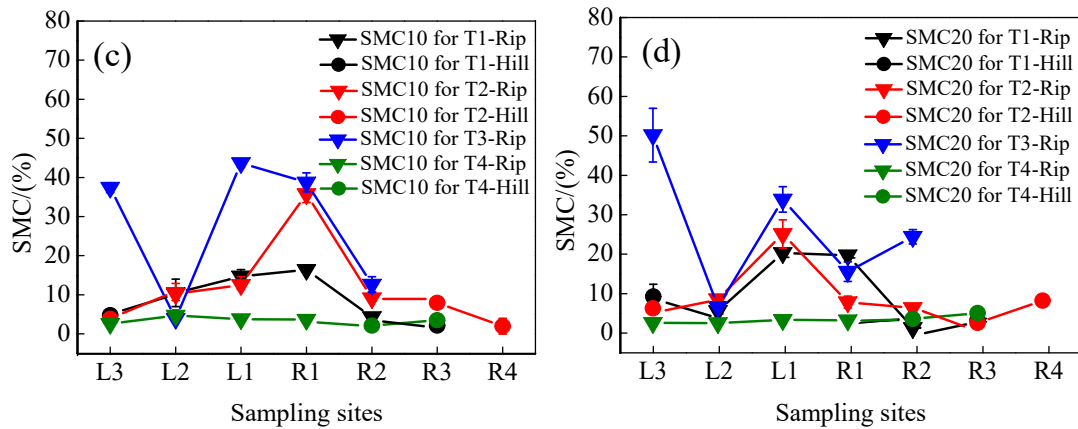 (c)
SMC10 for T1-Rip
SMC10 for T1-Hill
SMC10 for T2-Rip
SMC10 for T2-Hill
SMC10 for T3-Rip
SMC10 for T4-Rip
SMC10 for T4-Hill
SMC/(%)
80
70
60
50
40
30
20
10
0
L3 L2 L1 R1 R2 R3 R4
Sampling sites
(d)
SMC20 for T1-Rip
SMC20 for T1-Hill
SMC20 for T2-Rip
SMC20 for T2-Hill
SMC20 for T3-Rip
SMC20 for T4-Rip
SMC20 for T4-Hill
SMC/(%)
80
70
60
50
40
30
20
10
0
L3 L2 L1 R1 R2 R3 R4
Sampling sites